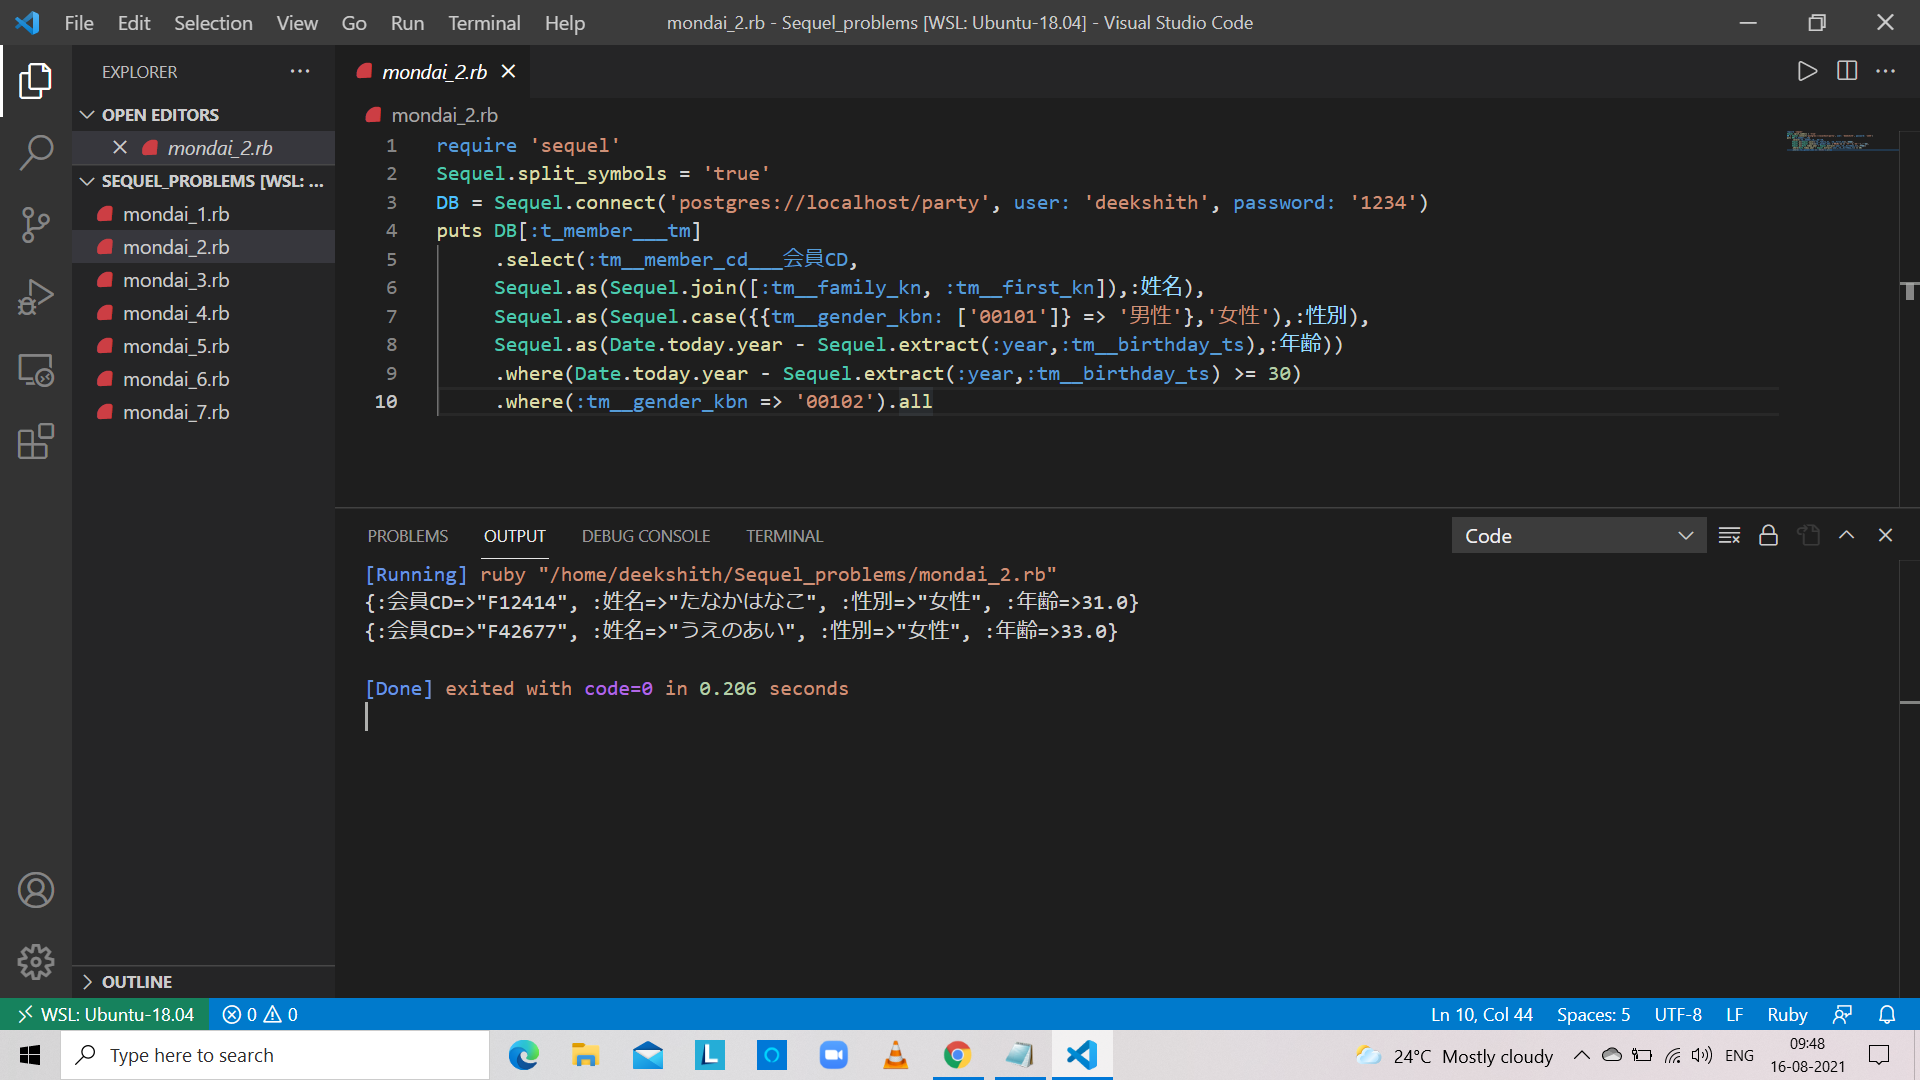 File Edit Selection View Go Run Terminal Help
mondai_2.rb - Sequel_problems [WSL: Ubuntu-18.04] - Visual Studio Code
EXPLORER
OPEN EDITORS
mondai_2.rb
SEQUEL_PROBLEMS [WSL: ...
mondai_1.rb
mondai_2.rb
mondai_3.rb
mondai_4.rb
mondai_5.rb
mondai_6.rb
mondai_7.rb
OUTLINE
mondai_2.rb
mondai_2.rb
1 require 'sequel'
2 Sequel.split_symbols = 'true'
3 DB = Sequel.connect('postgres://localhost/party', user: 'deekshith', password: '1234')
4 puts DB[:t_member___tm]
5 .select(:tm__member_cd___会員CD,
6 Sequel.as(Sequel.join([:tm__family_kn, :tm__first_kn]),:姓名),
7 Sequel.as(Sequel.case({{tm__gender_kbn: ['00101']} => '男性'},'女性'),:性別),
8 Sequel.as(Date.today.year - Sequel.extract(:year,:tm__birthday_ts),:年齢))
9 .where(Date.today.year - Sequel.extract(:year,:tm__birthday_ts) >= 30)
10 .where(:tm__gender_kbn => '00102').all
PROBLEMS OUTPUT DEBUG CONSOLE TERMINAL
Code
[Running] ruby "/home/deekshith/Sequel_problems/mondai_2.rb"
{:会員CD=>"F12414", :姓名=>"たなかはなこ", :性別=>"女性", :年齢=>31.0}
{:会員CD=>"F42677", :姓名=>"うえのあい", :性別=>"女性", :年齢=>33.0}
[Done] exited with code=0 in 0.206 seconds
WSL: Ubuntu-18.04 0 0
Ln 10, Col 44 Spaces: 5 UTF-8 LF Ruby
Type here to search
L
24°C Mostly cloudy
ENG
09:48
16-08-2021